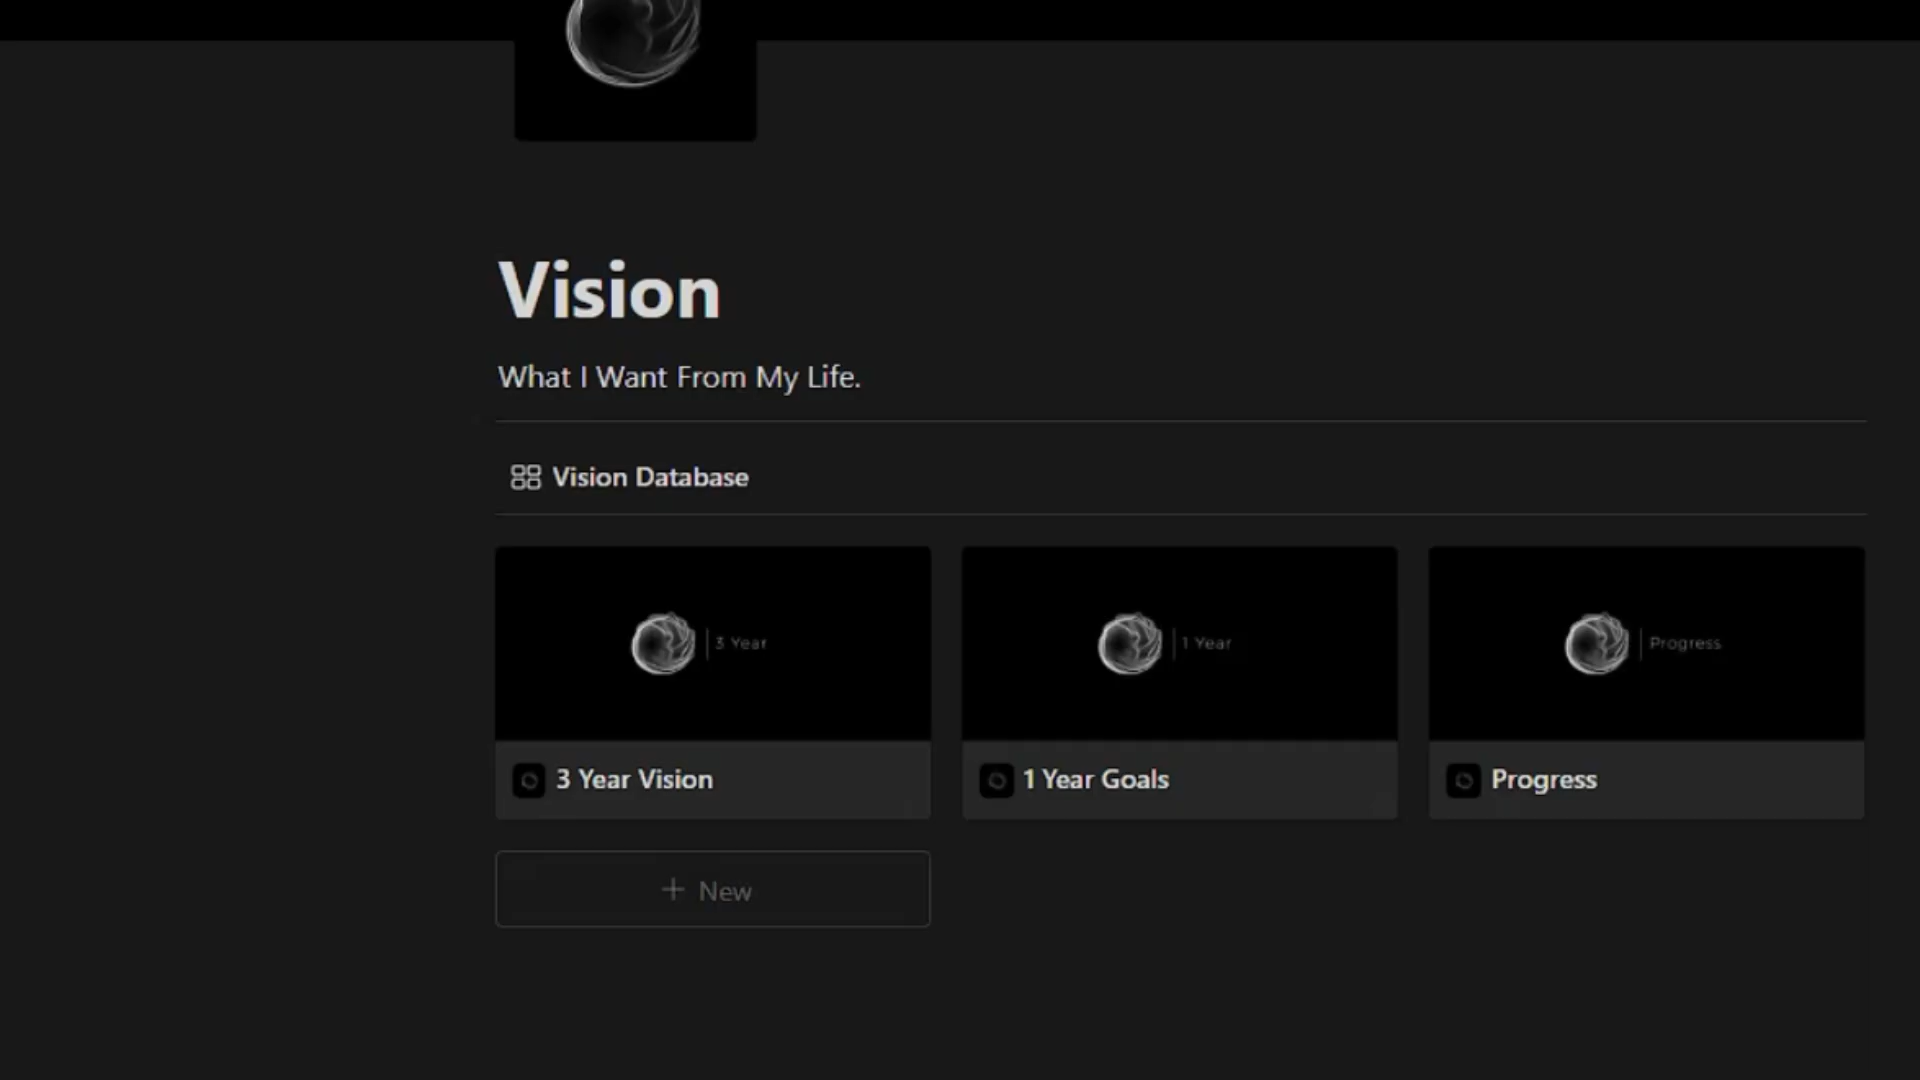 Vision
What I Want From My Life.
Vision Database
3 Year
1 Year
Progress
3 Year Vision
1 Year Goals
Progress
+ New